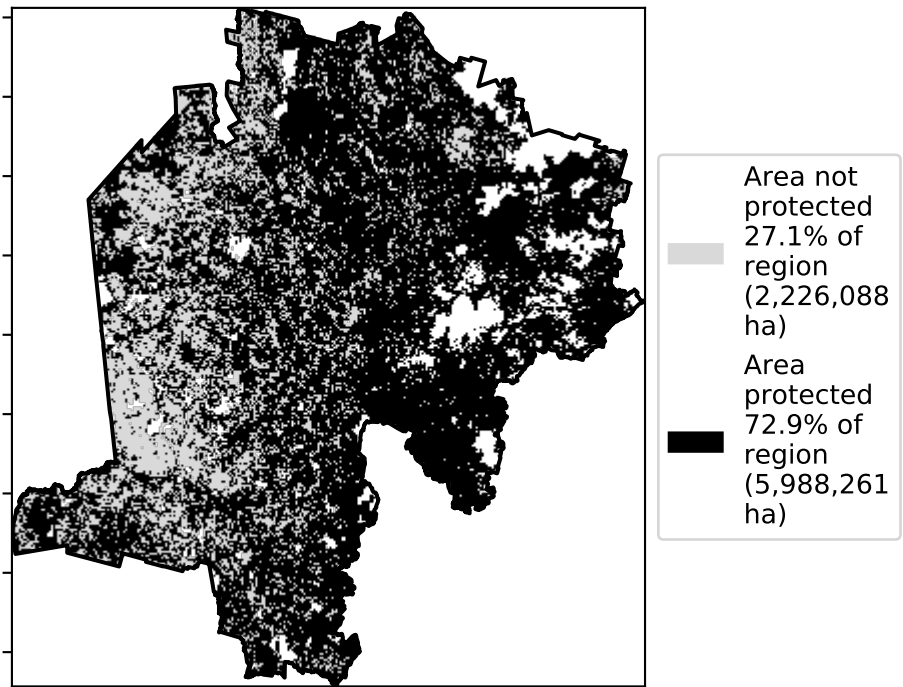 Area not
protected
27.1% of
region
(2,226,088
ha)
Area
protected
72.9% of
region
(5,988,261
ha)